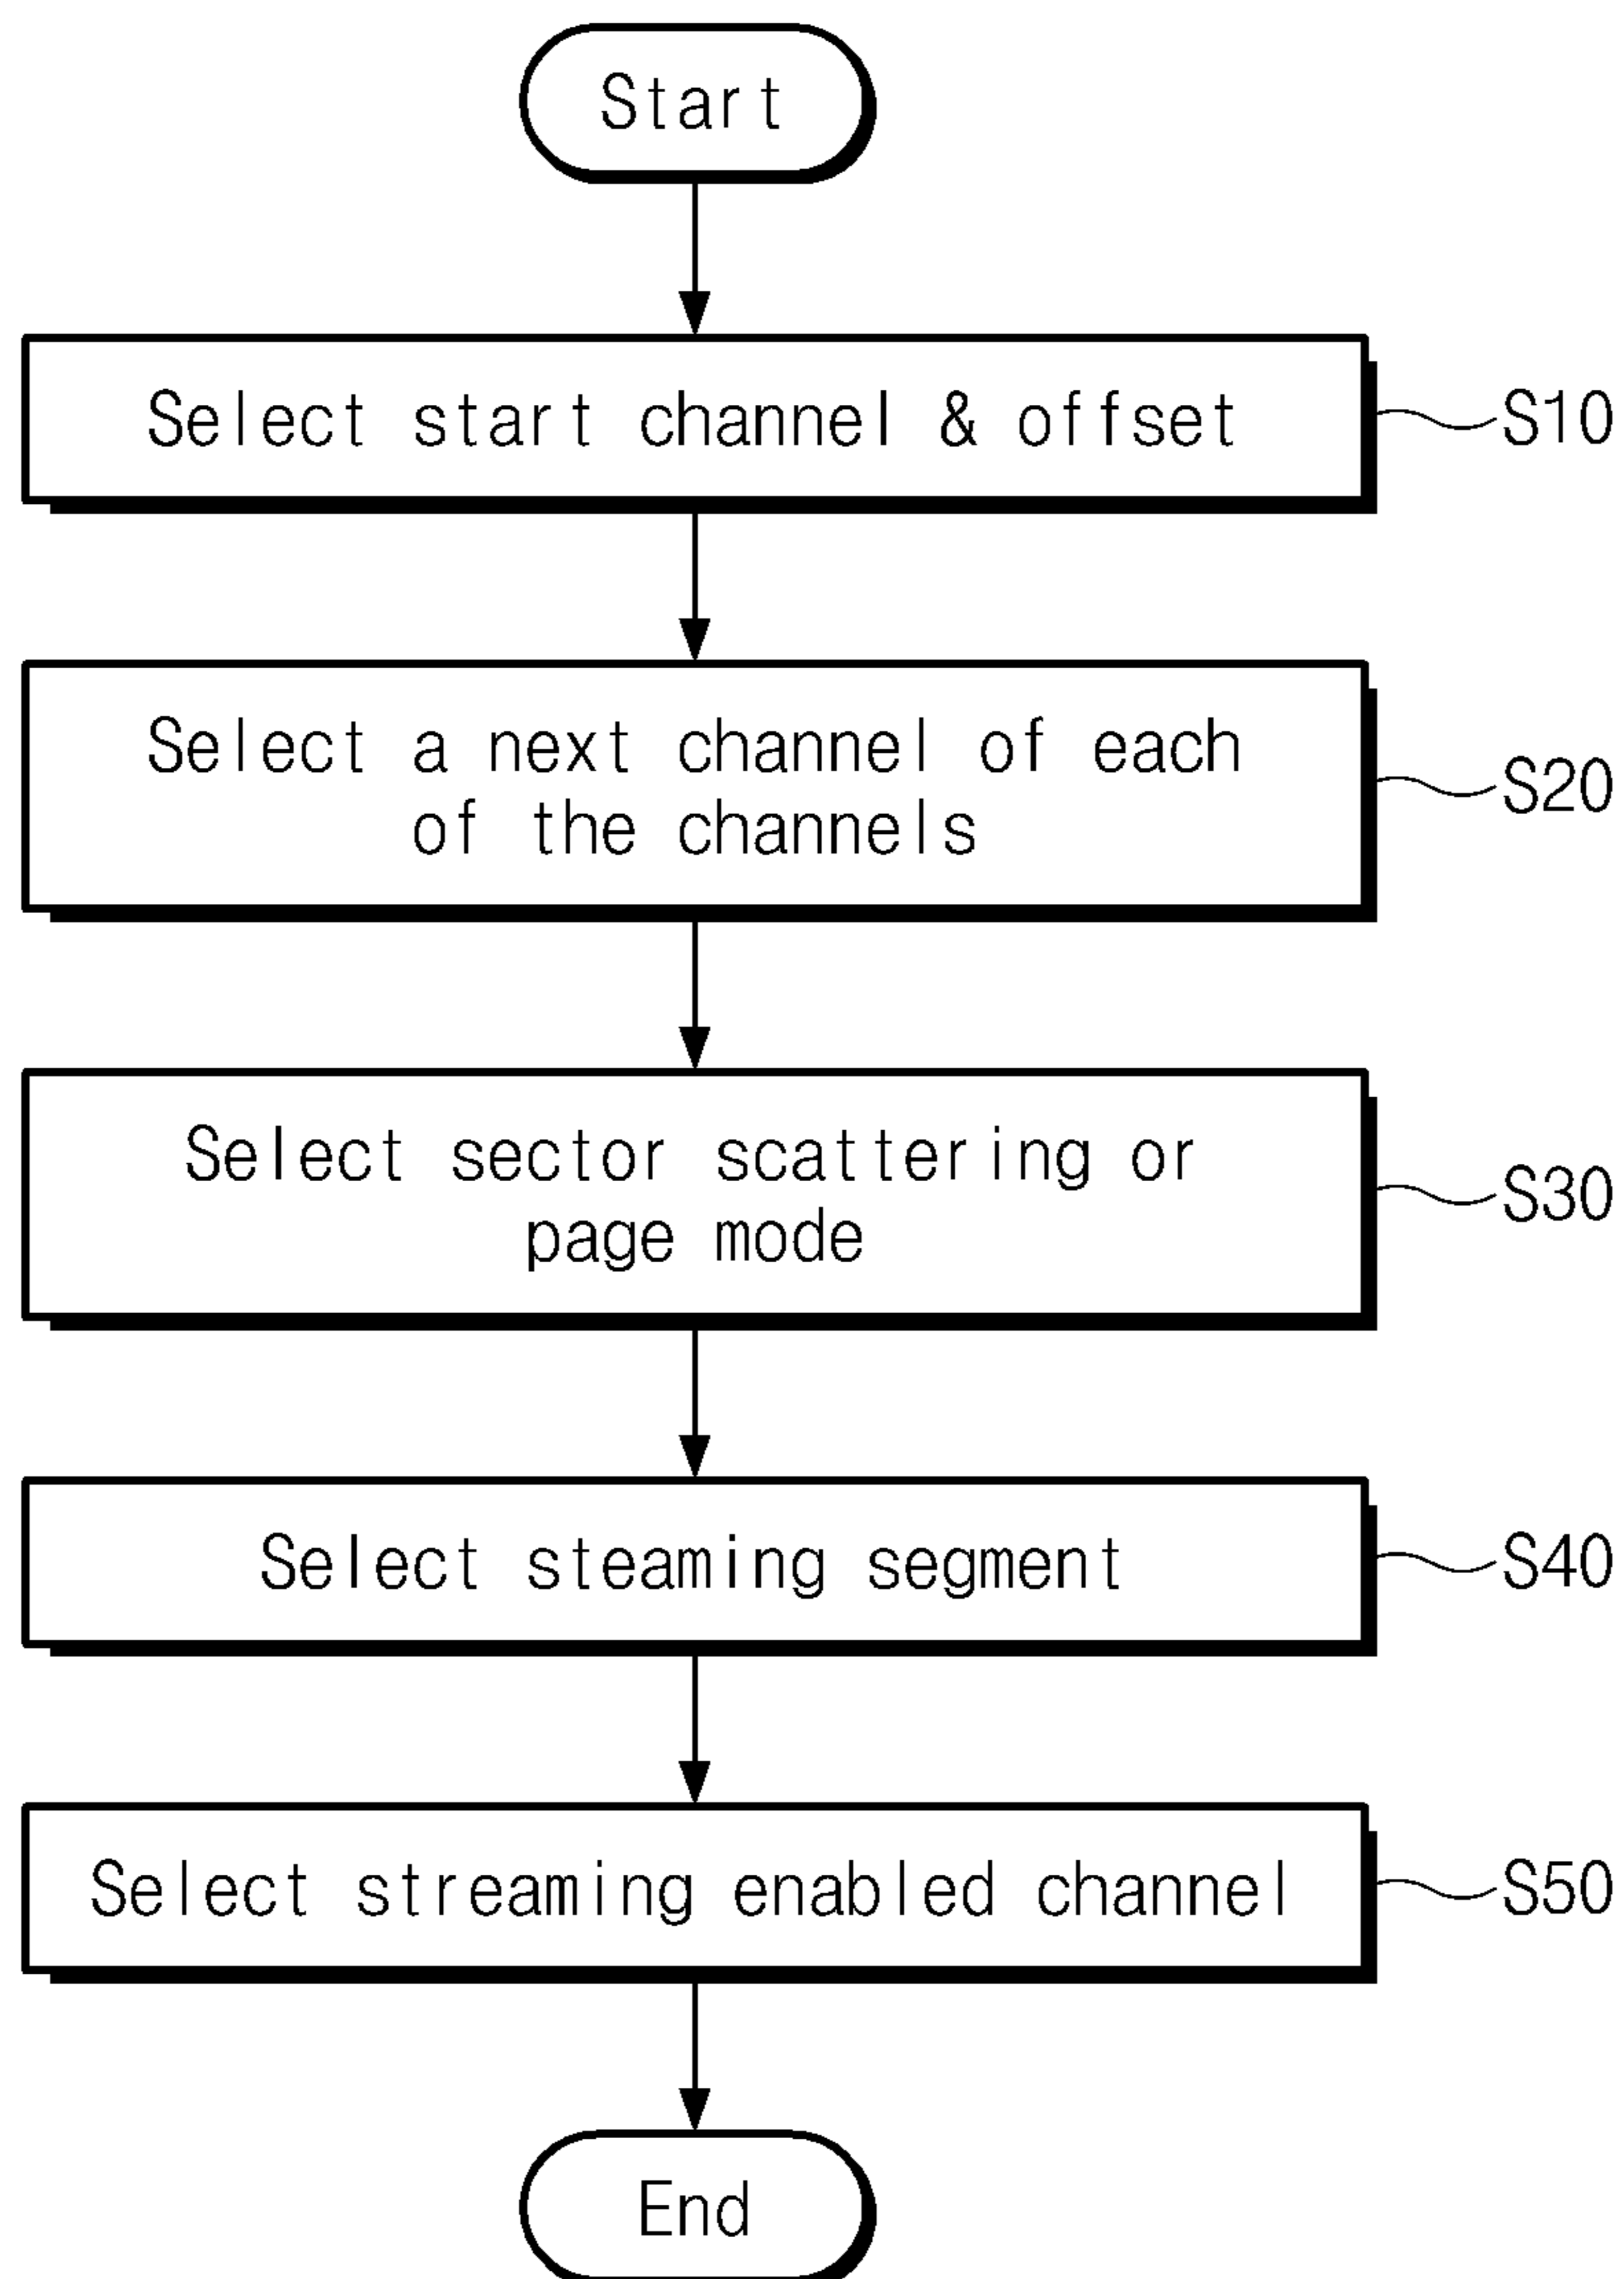 Start
Select start channel & offset
S10
Select a next channel of each
of the channels
S20
Select sector scattering or
page mode
S30
Select steaming segment
S40
Select streaming enabled channel
S50
End